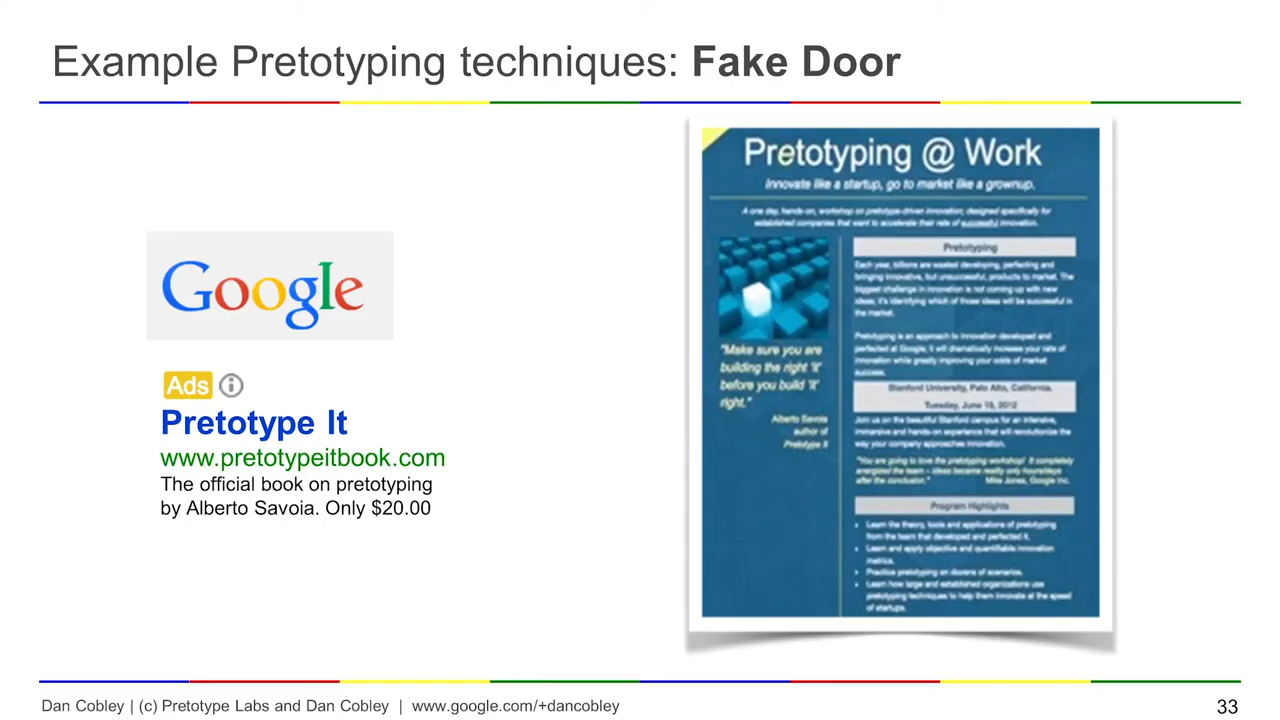 Example Pretotyping techniques: Fake Door
Google
Ads
Pretotype It
www.pretotypeitbook.com
The official book on pretotyping
by Alberto Savoia. Only $20.00
Pretotyping @ Work
Innovate like a startup, go to market like a grownup.
A one day, hands-on, workshop on pretotype-driven innovation, designed specifically for
established companies that want to accelerate their rate of successful innovation.
"Make sure you are
building the right 'it'
before you build 'it'
right."
Alberto Savoia
author of
Pretotype It
Pretotyping
Each year, billions are wasted developing, perfecting and
bringing innovative, but unsuccessful, products to market. The
biggest challenge in innovation is not coming up with new
ideas; it's identifying which of those ideas will be successful in
the market.
Pretotyping is an approach to innovation developed and
perfected at Google. It will dramatically increase your rate of
innovation while greatly improving your odds of market
success.
Stanford University, Palo Alto, California.
Tuesday, June 19, 2012
Join us on the beautiful Stanford campus for an intensive,
immersive and hands-on experience that will revolutionize the
way your company approaches innovation.
"You are going to love the pretotyping workshop! It completely
energized the team – ideas became reality only hours/days
after the conclusion." Mike Jones, Google Inc.
Program Highlights
• Learn the theory, tools and applications of pretotyping
from the team that developed and perfected it.
• Learn and apply objective and quantifiable innovation
metrics.
• Practice pretotyping on dozens of scenarios.
• Learn how large and established organizations use
pretotyping techniques to help them innovate at the speed
of startups.
Dan Cobley | (c) Pretotype Labs and Dan Cobley | www.google.com/+dancobley
33